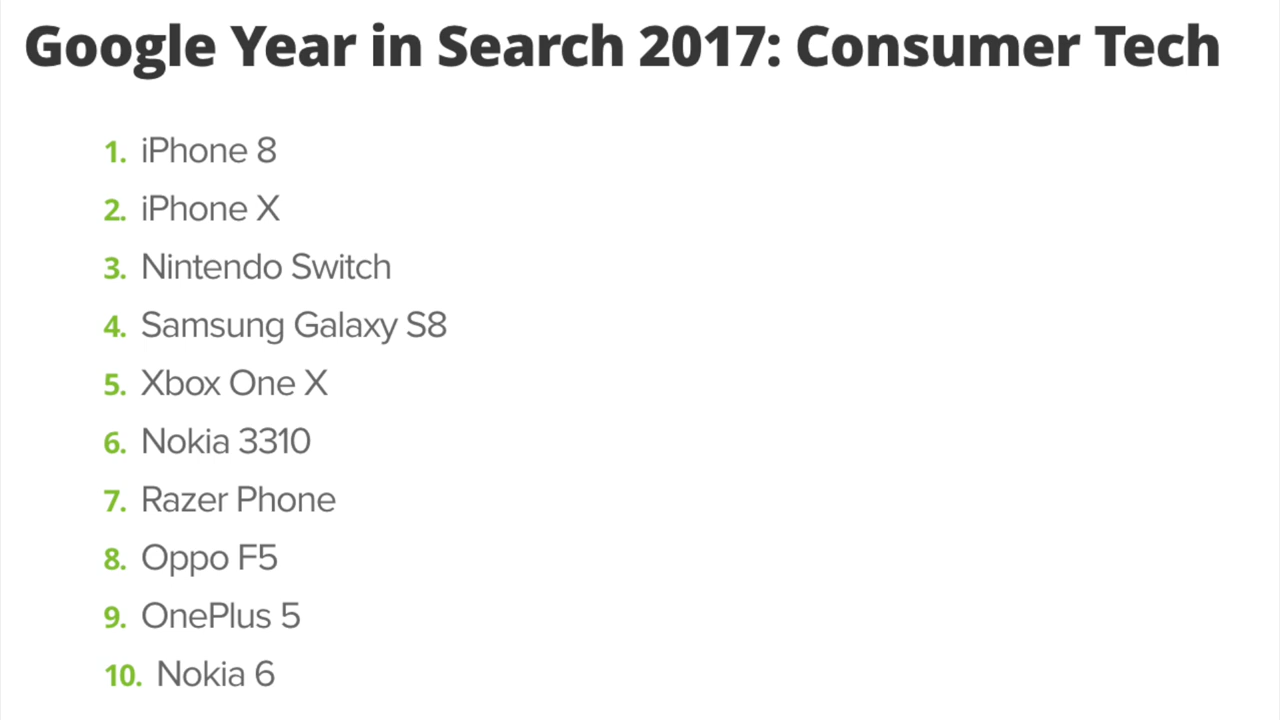 Google Year in Search 2017: Consumer Tech
1. iPhone 8
2. iPhone X
3. Nintendo Switch
4. Samsung Galaxy S8
5. Xbox One X
6. Nokia 3310
7. Razer Phone
8. Oppo F5
9. OnePlus 5
10. Nokia 6